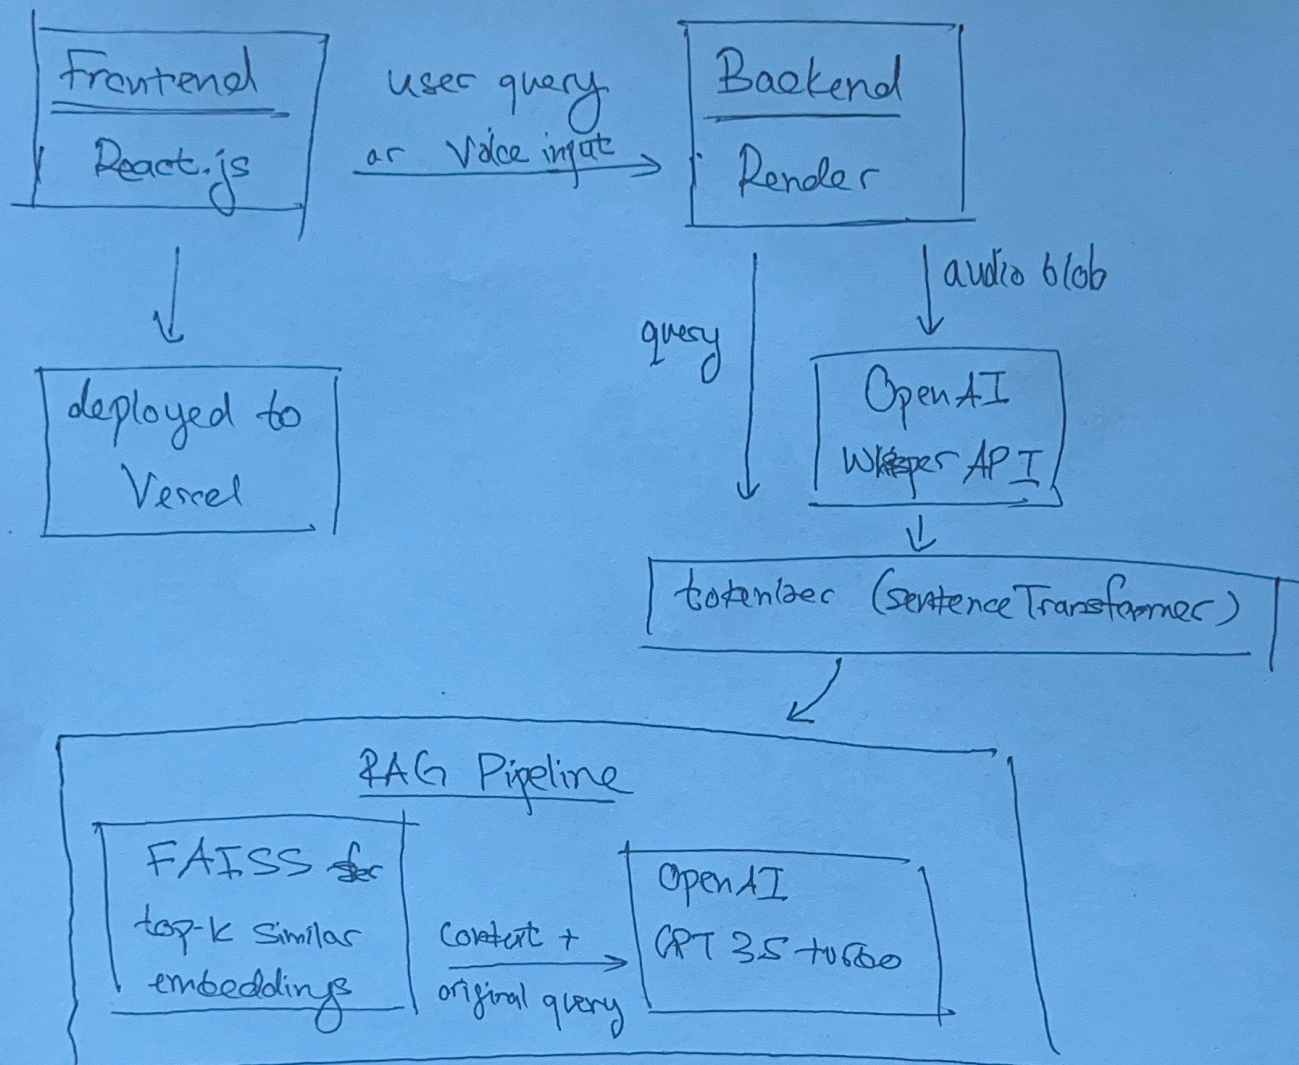 Frontend
React.js
user query
or Voice input
Backend
Render
deployed to
Vercel
query
audio blob
OpenAI
Whisper API
tokenizer (sentenceTransformer)
RAG Pipeline
FAISS for
top-k similar
embeddings
context +
original query
OpenAI
GPT 3.5 turbo